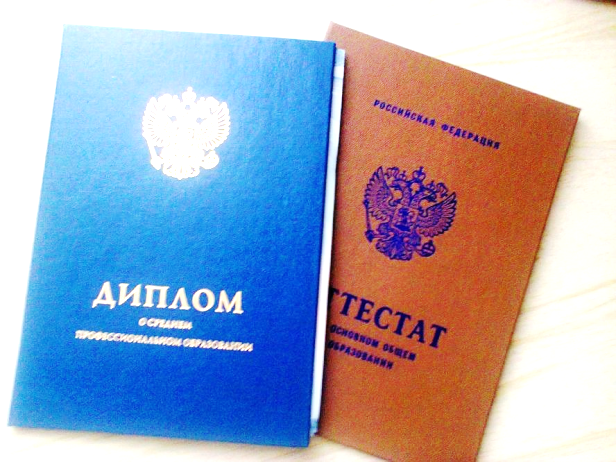 ДИПЛОМ
О СРЕДНЕМ
ПРОФЕССИОНАЛЬНОМ ОБРАЗОВАНИИ
РОССИЙСКАЯ ФЕДЕРАЦИЯ
ТТЕСТАТ
ОСНОВНОМ ОБЩЕМ
ОБРАЗОВАНИИ